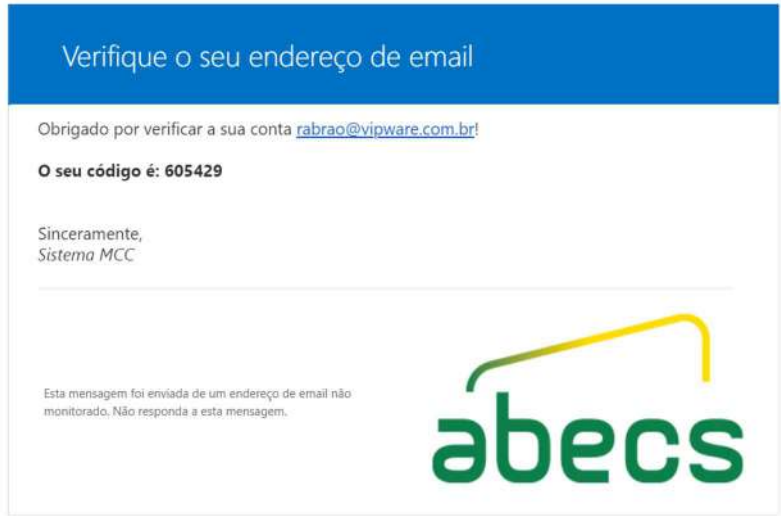 Verifique o seu endereço de email
Obrigado por verificar a sua conta rabrao@vipware.com.br!
O seu código é: 605429
Sinceramente,
Sistema MCC
Esta mensagem foi enviada de um endereço de email não
monitorado. Não responda a esta mensagem.
abecs